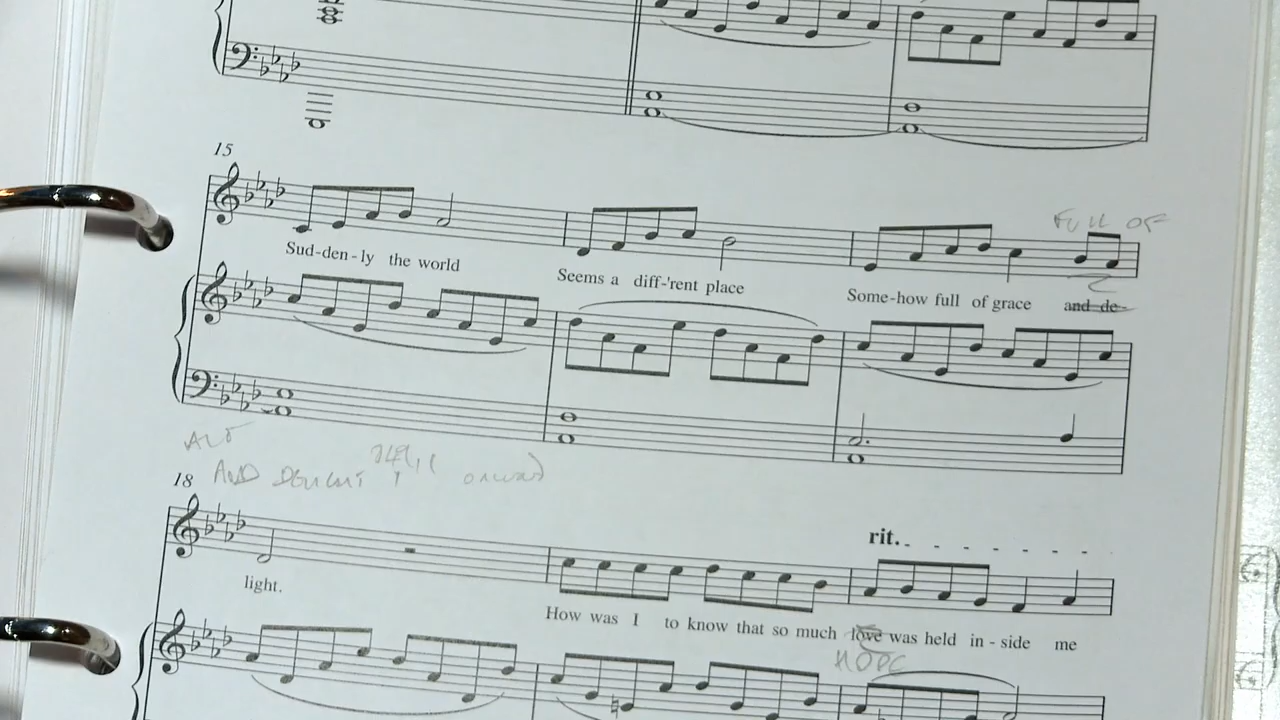 15
FULL OF
Sud-den-ly the world Seems a diff-'rent place Some-how full of grace and de-
18 AND
rit.
light. How was I to know that so much love was held in-side me
HOPE